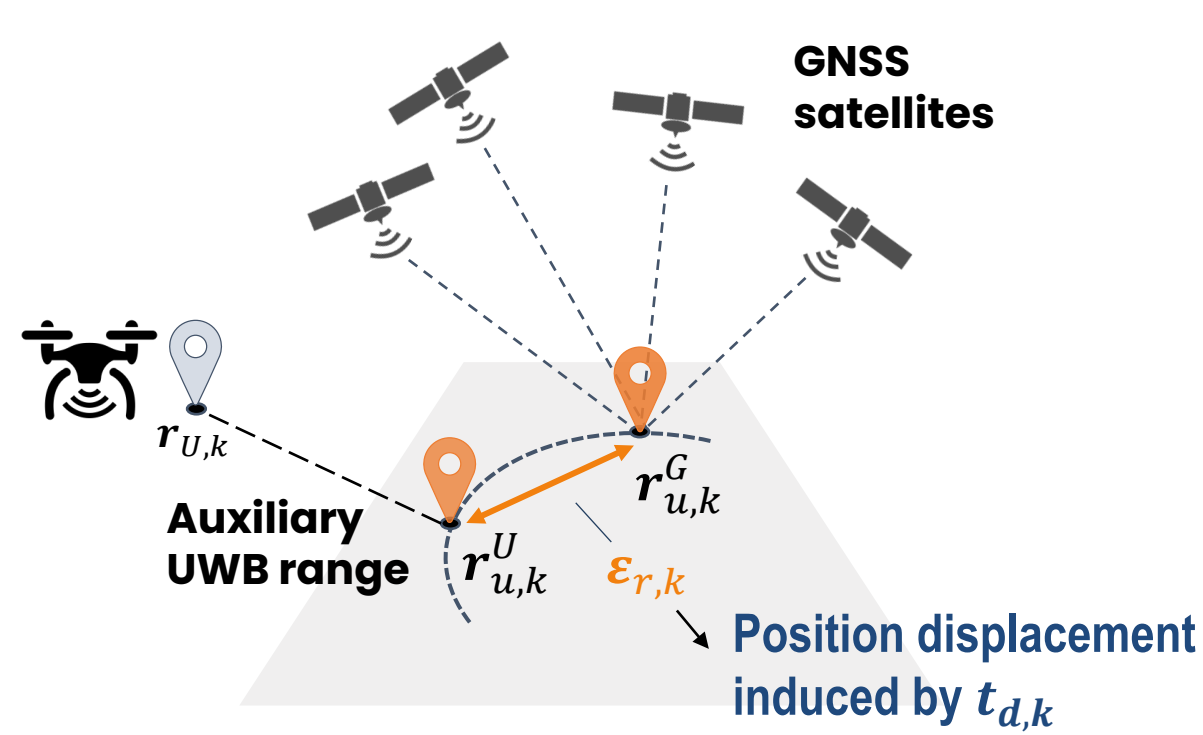 GNSS
satellites
𝒓_{U,k}
Auxiliary
UWB range
𝒓^{U}_{u,k}
𝒓^{G}_{u,k}
𝜺_{r,k}
Position displacement
induced by 𝒕_{d,k}